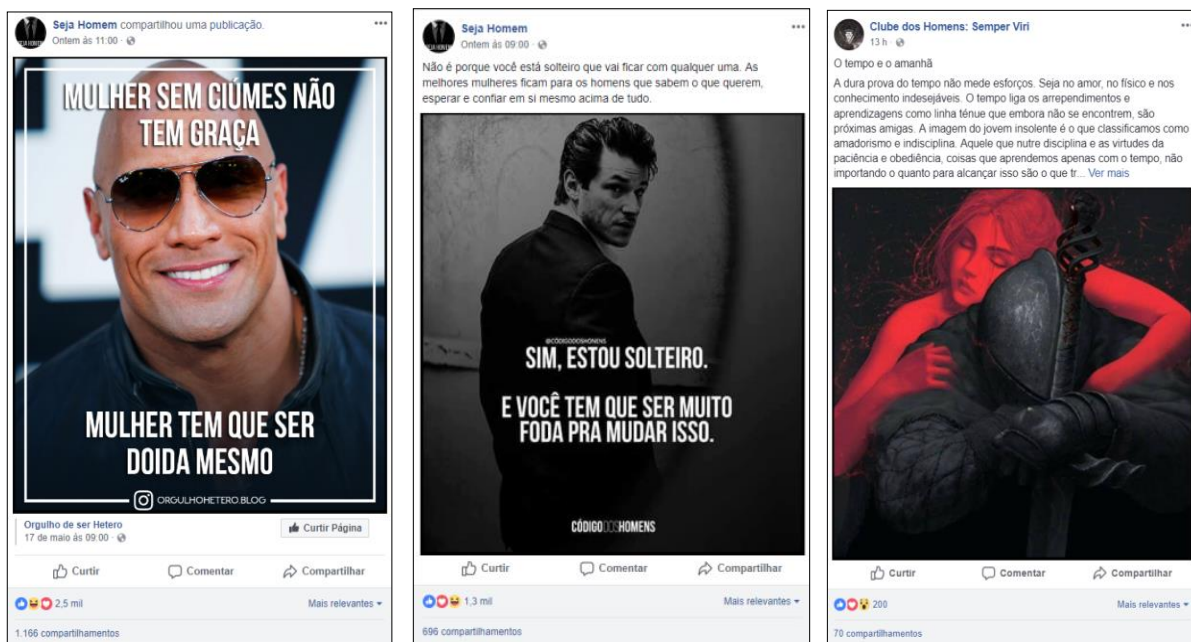 Seja Homem compartilhou uma publicação.
Ontem às 11:00
MULHER SEM CIÚMES NÃO
TEM GRAÇA
MULHER TEM QUE SER
DOIDA MESMO
ORGULHOHETERO.BLOG
Orgulho de ser Hetero
17 de maio às 09:00
Curtir Página
Curtir Comentar Compartilhar
2,5 mil Mais relevantes
1.166 compartilhamentos
Seja Homem
Ontem às 09:00
Não é porque você está solteiro que vai ficar com qualquer uma. As
melhores mulheres ficam para os homens que sabem o que querem,
esperar e confiar em si mesmo acima de tudo.
@CÓDIGODOSHOMENS
SIM, ESTOU SOLTEIRO.
E VOCÊ TEM QUE SER MUITO
FODA PRA MUDAR ISSO.
CÓDIGODOSHOMENS
Curtir Comentar Compartilhar
1,3 mil Mais relevantes
696 compartilhamentos
Clube dos Homens: Semper Viri
13 h
O tempo e o amanhã
A dura prova do tempo não mede esforços. Seja no amor, no físico e nos
conhecimento indesejáveis. O tempo liga os arrependimentos e
aprendizagens como linha ténue que embora não se encontrem, são
próximas amigas. A imagem do jovem insolente é o que classificamos como
amadorismo e indisciplina. Aquele que nutre disciplina e as virtudes da
paciência e obediência, coisas que aprendemos apenas com o tempo, não
importando o quanto para alcançar isso são o que tr... Ver mais
Curtir Comentar Compartilhar
200 Mais relevantes
70 compartilhamentos